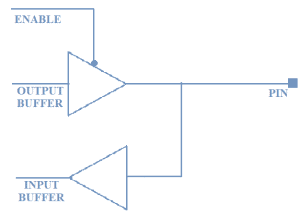 ENABLE
OUTPUT
BUFFER
PIN
INPUT
BUFFER